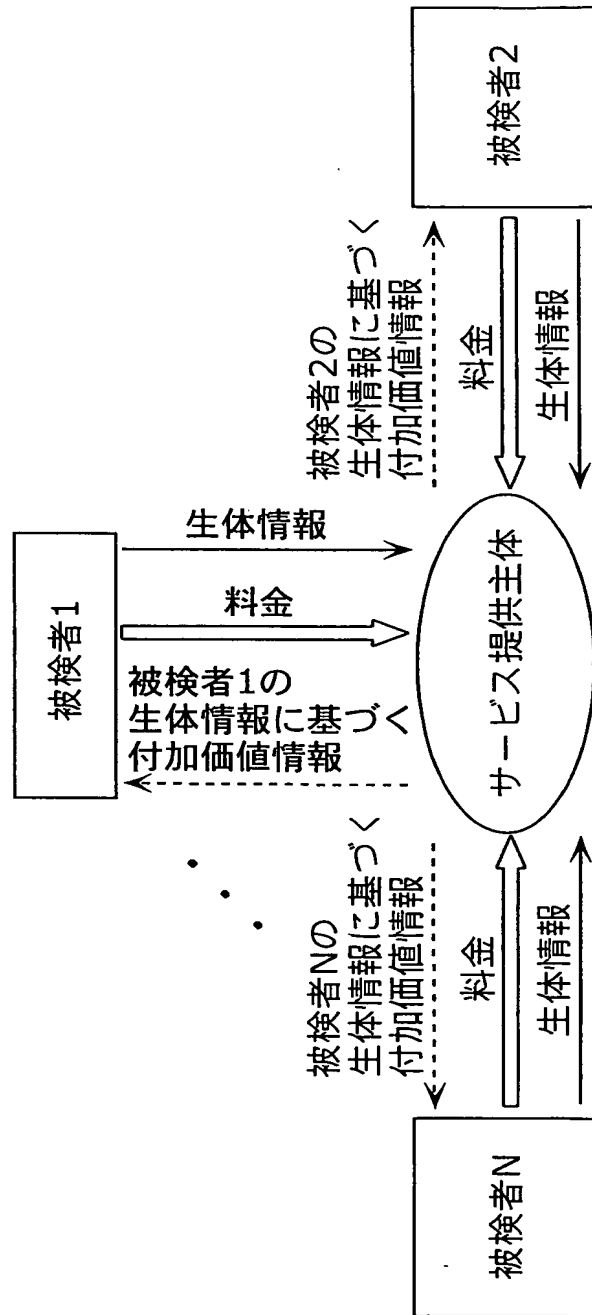 被検者1
生体情報
料金
被検者1の
生体情報に基づく
付加価値情報
被検者2の
生体情報に基づく
付加価値情報
料金
生体情報
被検者2
サービス提供主体
被検者Nの
生体情報に基づく
付加価値情報
料金
生体情報
被検者N